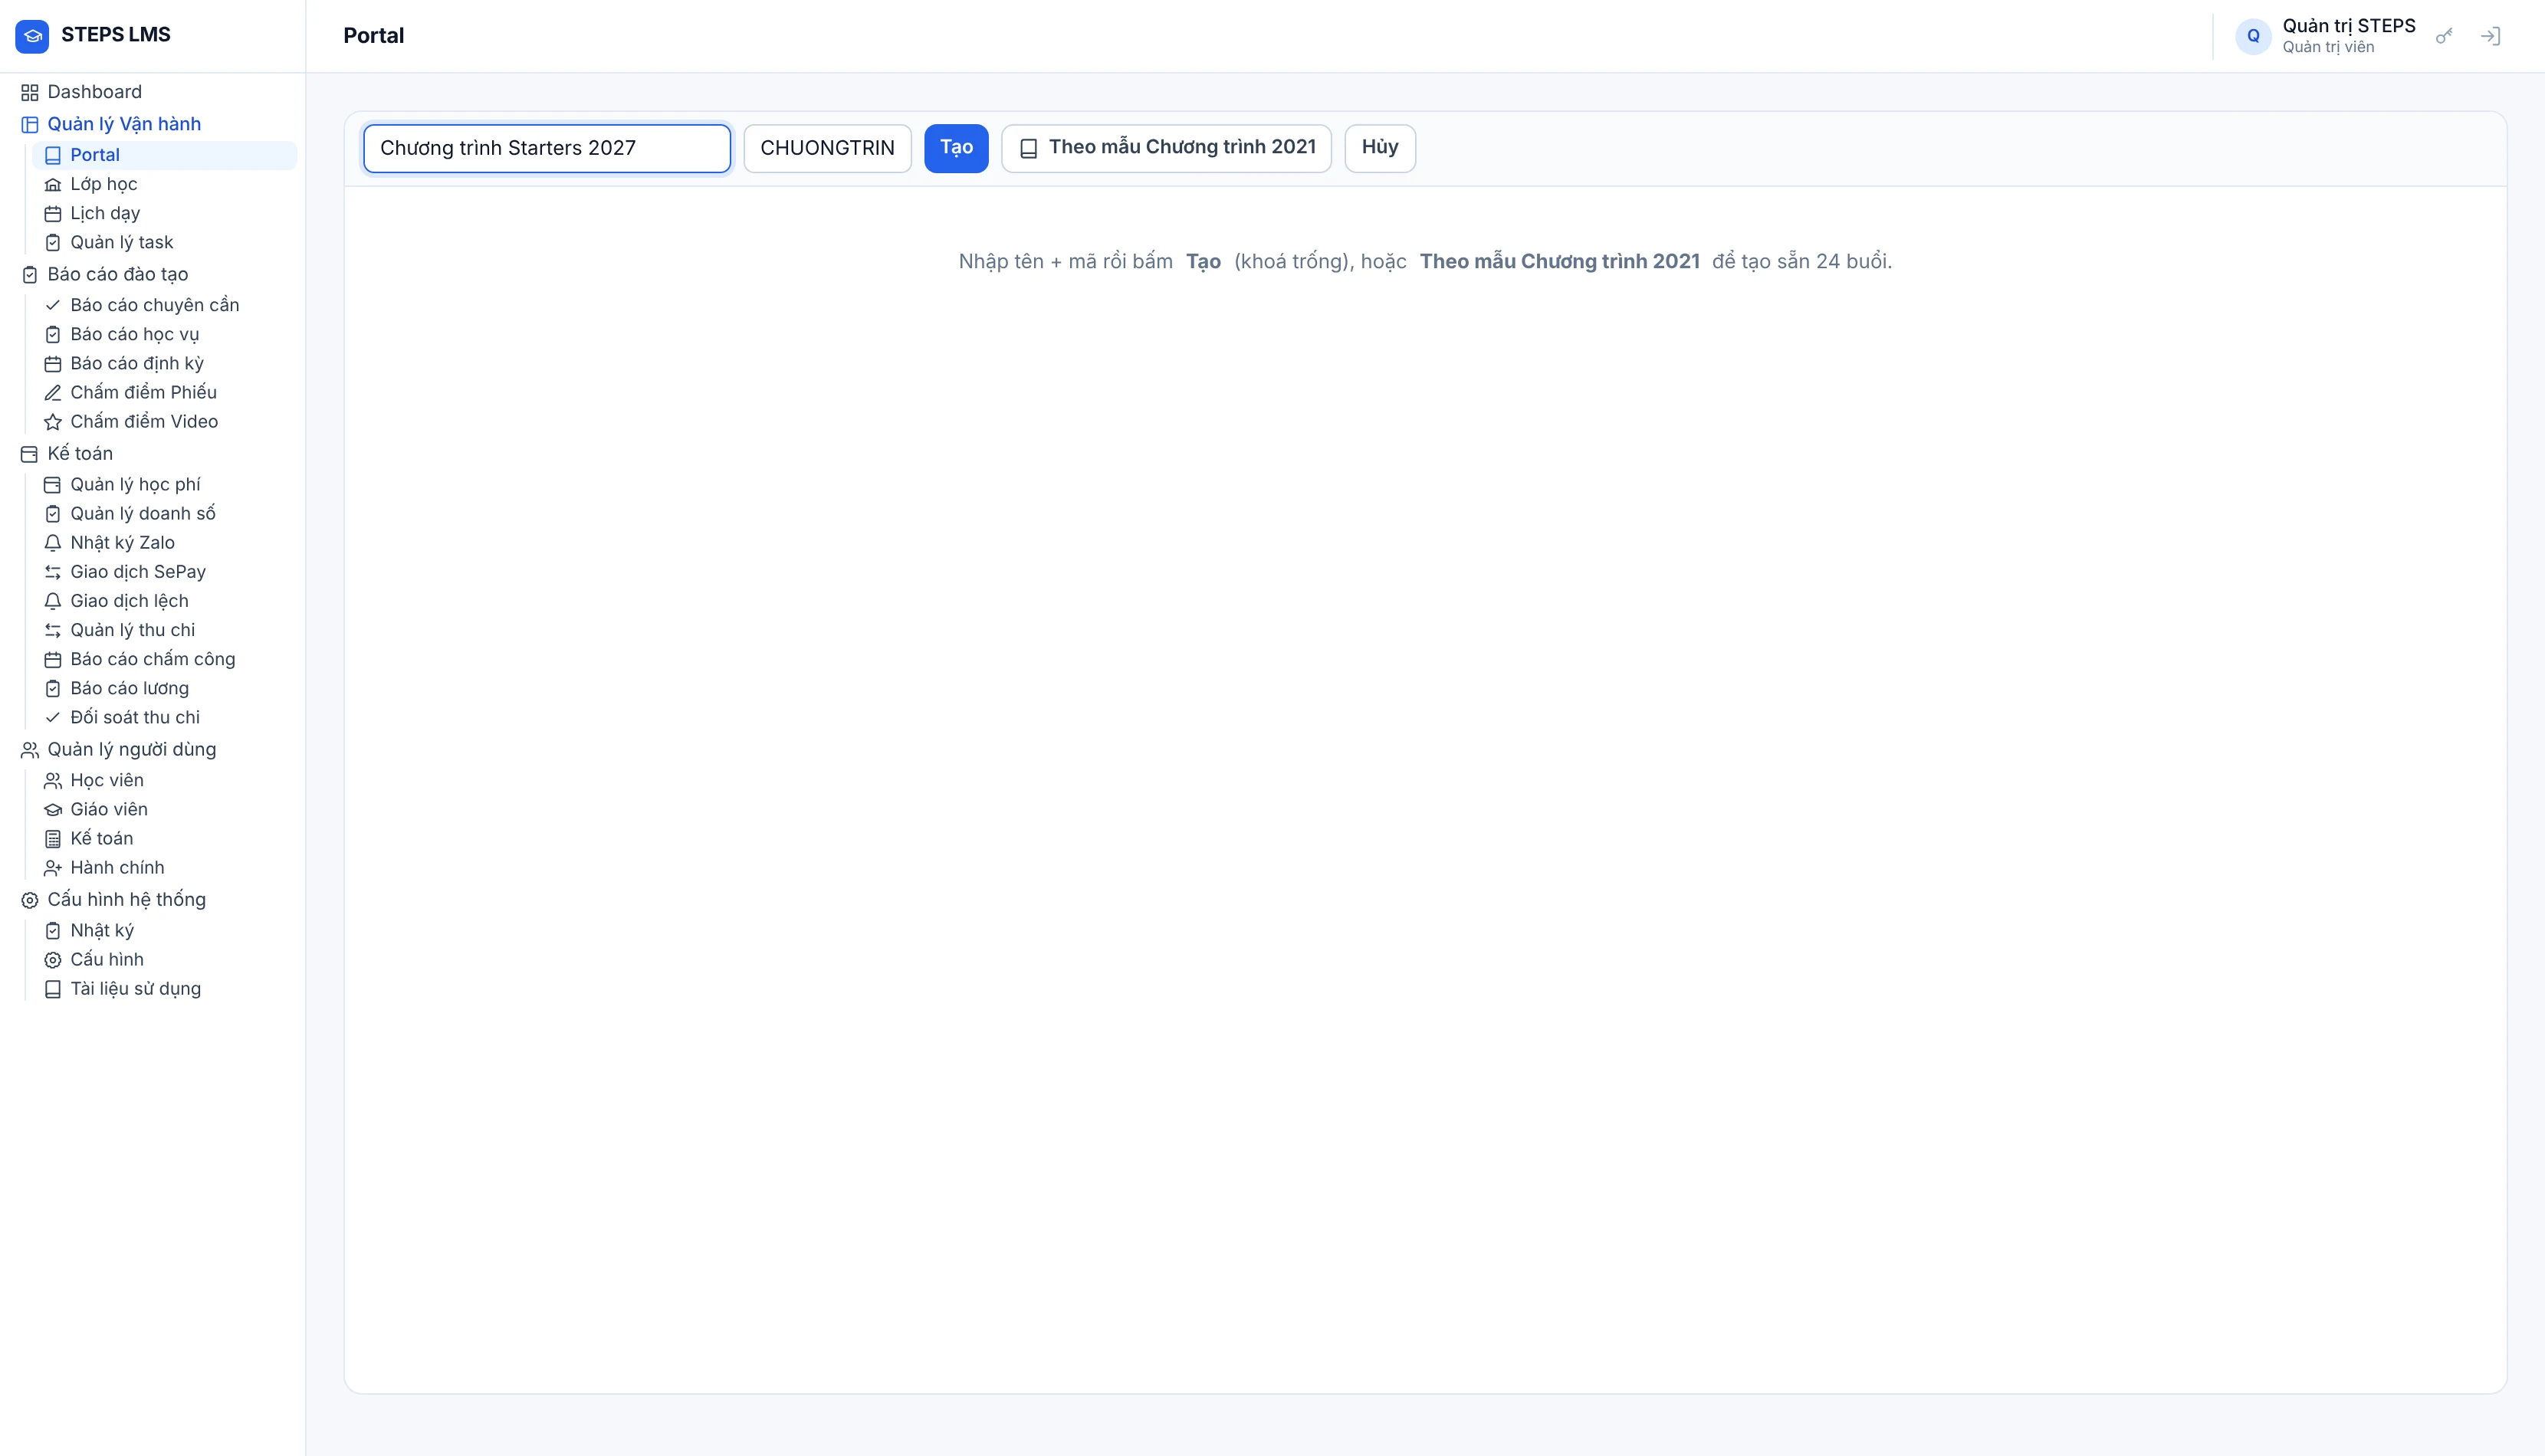 STEPS LMS
Portal
Q
Quản trị STEPS
Quản trị viên
Dashboard
Quản lý Vận hành
Portal
Lớp học
Lịch dạy
Quản lý task
Báo cáo đào tạo
Báo cáo chuyên cần
Báo cáo học vụ
Báo cáo định kỳ
Chấm điểm Phiếu
Chấm điểm Video
Kế toán
Quản lý học phí
Quản lý doanh số
Nhật ký Zalo
Giao dịch SePay
Giao dịch lệch
Quản lý thu chi
Báo cáo chấm công
Báo cáo lương
Đối soát thu chi
Quản lý người dùng
Học viên
Giáo viên
Kế toán
Hành chính
Cấu hình hệ thống
Nhật ký
Cấu hình
Tài liệu sử dụng
Chương trình Starters 2027
CHUONGTRIN
Tạo
Theo mẫu Chương trình 2021
Hủy
Nhập tên + mã rồi bấm Tạo (khoá trống), hoặc Theo mẫu Chương trình 2021 để tạo sẵn 24 buổi.